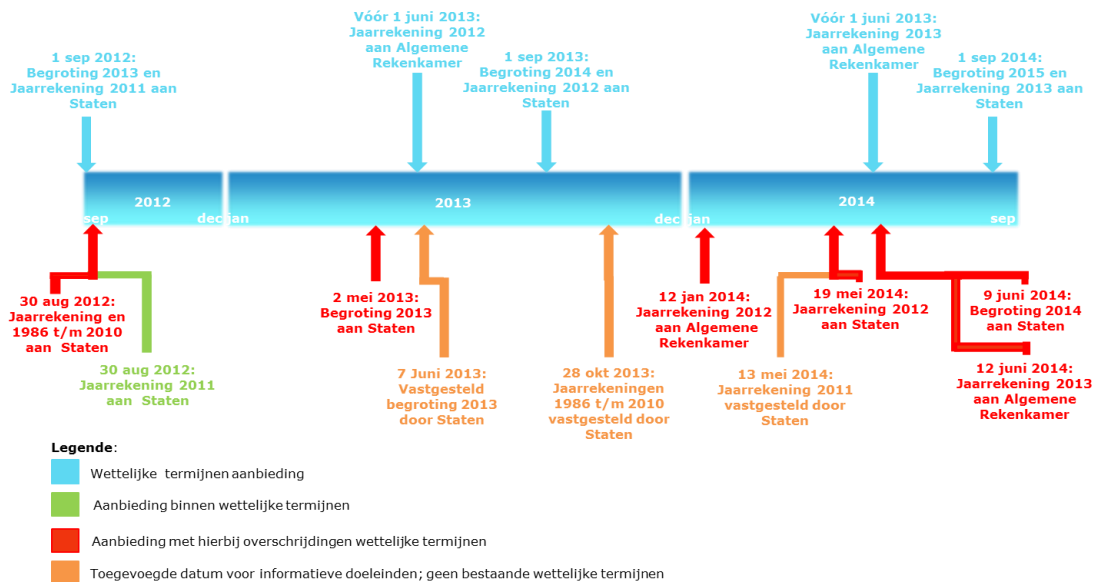 Vóór 1 juni 2013:
Jaarrekening 2012
aan Algemene
Rekenkamer
Vóór 1 juni 2013:
Jaarrekening 2013
aan Algemene
Rekenkamer
1 sep 2012:
Begroting 2013 en
Jaarrekening 2011 aan
Staten
1 sep 2013:
Begroting 2014 en
Jaarrekening 2012 aan
Staten
1 sep 2014:
Begroting 2015 en
Jaarrekening 2013 aan
Staten
2012
2013
2014
sep
dec
jan
dec
jan
sep
30 aug 2012:
Jaarrekening en
1986 t/m 2010
aan Staten
2 mei 2013:
Begroting 2013
aan Staten
12 jan 2014:
Jaarrekening 2012
aan Algemene
Rekenkamer
19 mei 2014:
Jaarrekening 2012
aan Staten
9 juni 2014:
Begroting 2014
aan Staten
30 aug 2012:
Jaarrekening 2011
aan Staten
7 Juni 2013:
Vastgesteld
begroting 2013
door Staten
28 okt 2013:
Jaarrekeningen
1986 t/m 2010
vastgesteld door
Staten
13 mei 2014:
Jaarrekening 2011
vastgesteld door
Staten
12 juni 2014:
Jaarrekening 2013
aan Algemene
Rekenkamer
Legende:
Wettelijke termijnen aanbieding
Aanbieding binnen wettelijke termijnen
Aanbieding met hierbij overschrijdingen wettelijke termijnen
Toegevoegde datum voor informatieve doeleinden; geen bestaande wettelijke termijnen